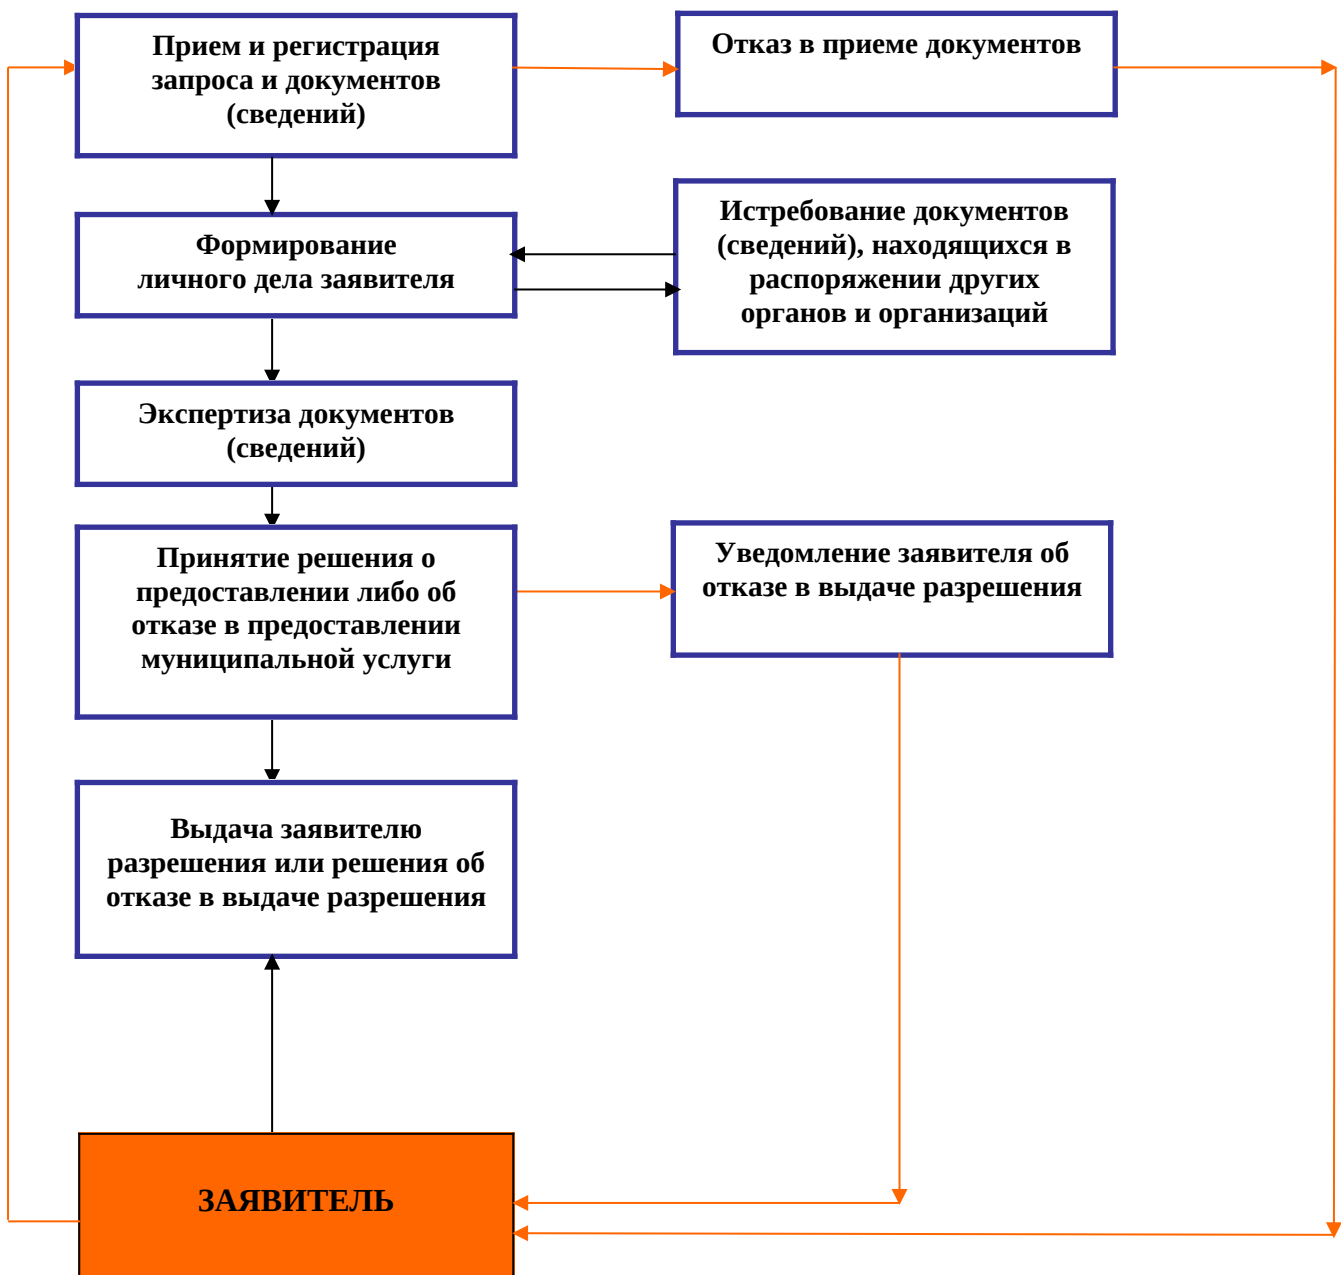 Прием и регистрация
запроса и документов
(сведений)
Отказ в приеме документов
Формирование
личного дела заявителя
Истребование документов
(сведений), находящихся в
распоряжении других
органов и организаций
Экспертиза документов
(сведений)
Принятие решения о
предоставлении либо об
отказе в предоставлении
муниципальной услуги
Уведомление заявителя об
отказе в выдаче разрешения
Выдача заявителю
разрешения или решения об
отказе в выдаче разрешения
ЗАЯВИТЕЛЬ